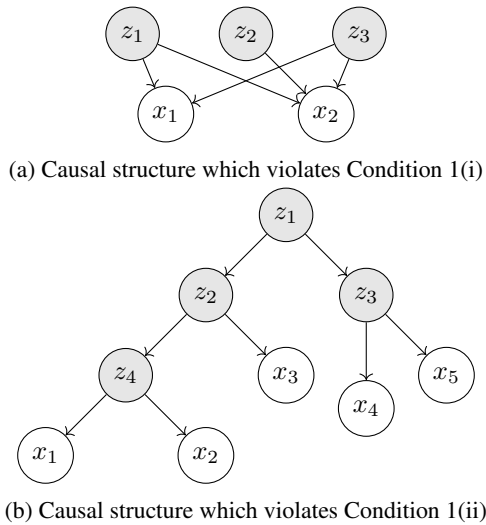 z₁ z₂ z₃
x₁ x₂
(a) Causal structure which violates Condition 1(i)
z₁
z₂ z₃
z₄ x₃ x₄ x₅
x₁ x₂
(b) Causal structure which violates Condition 1(ii)